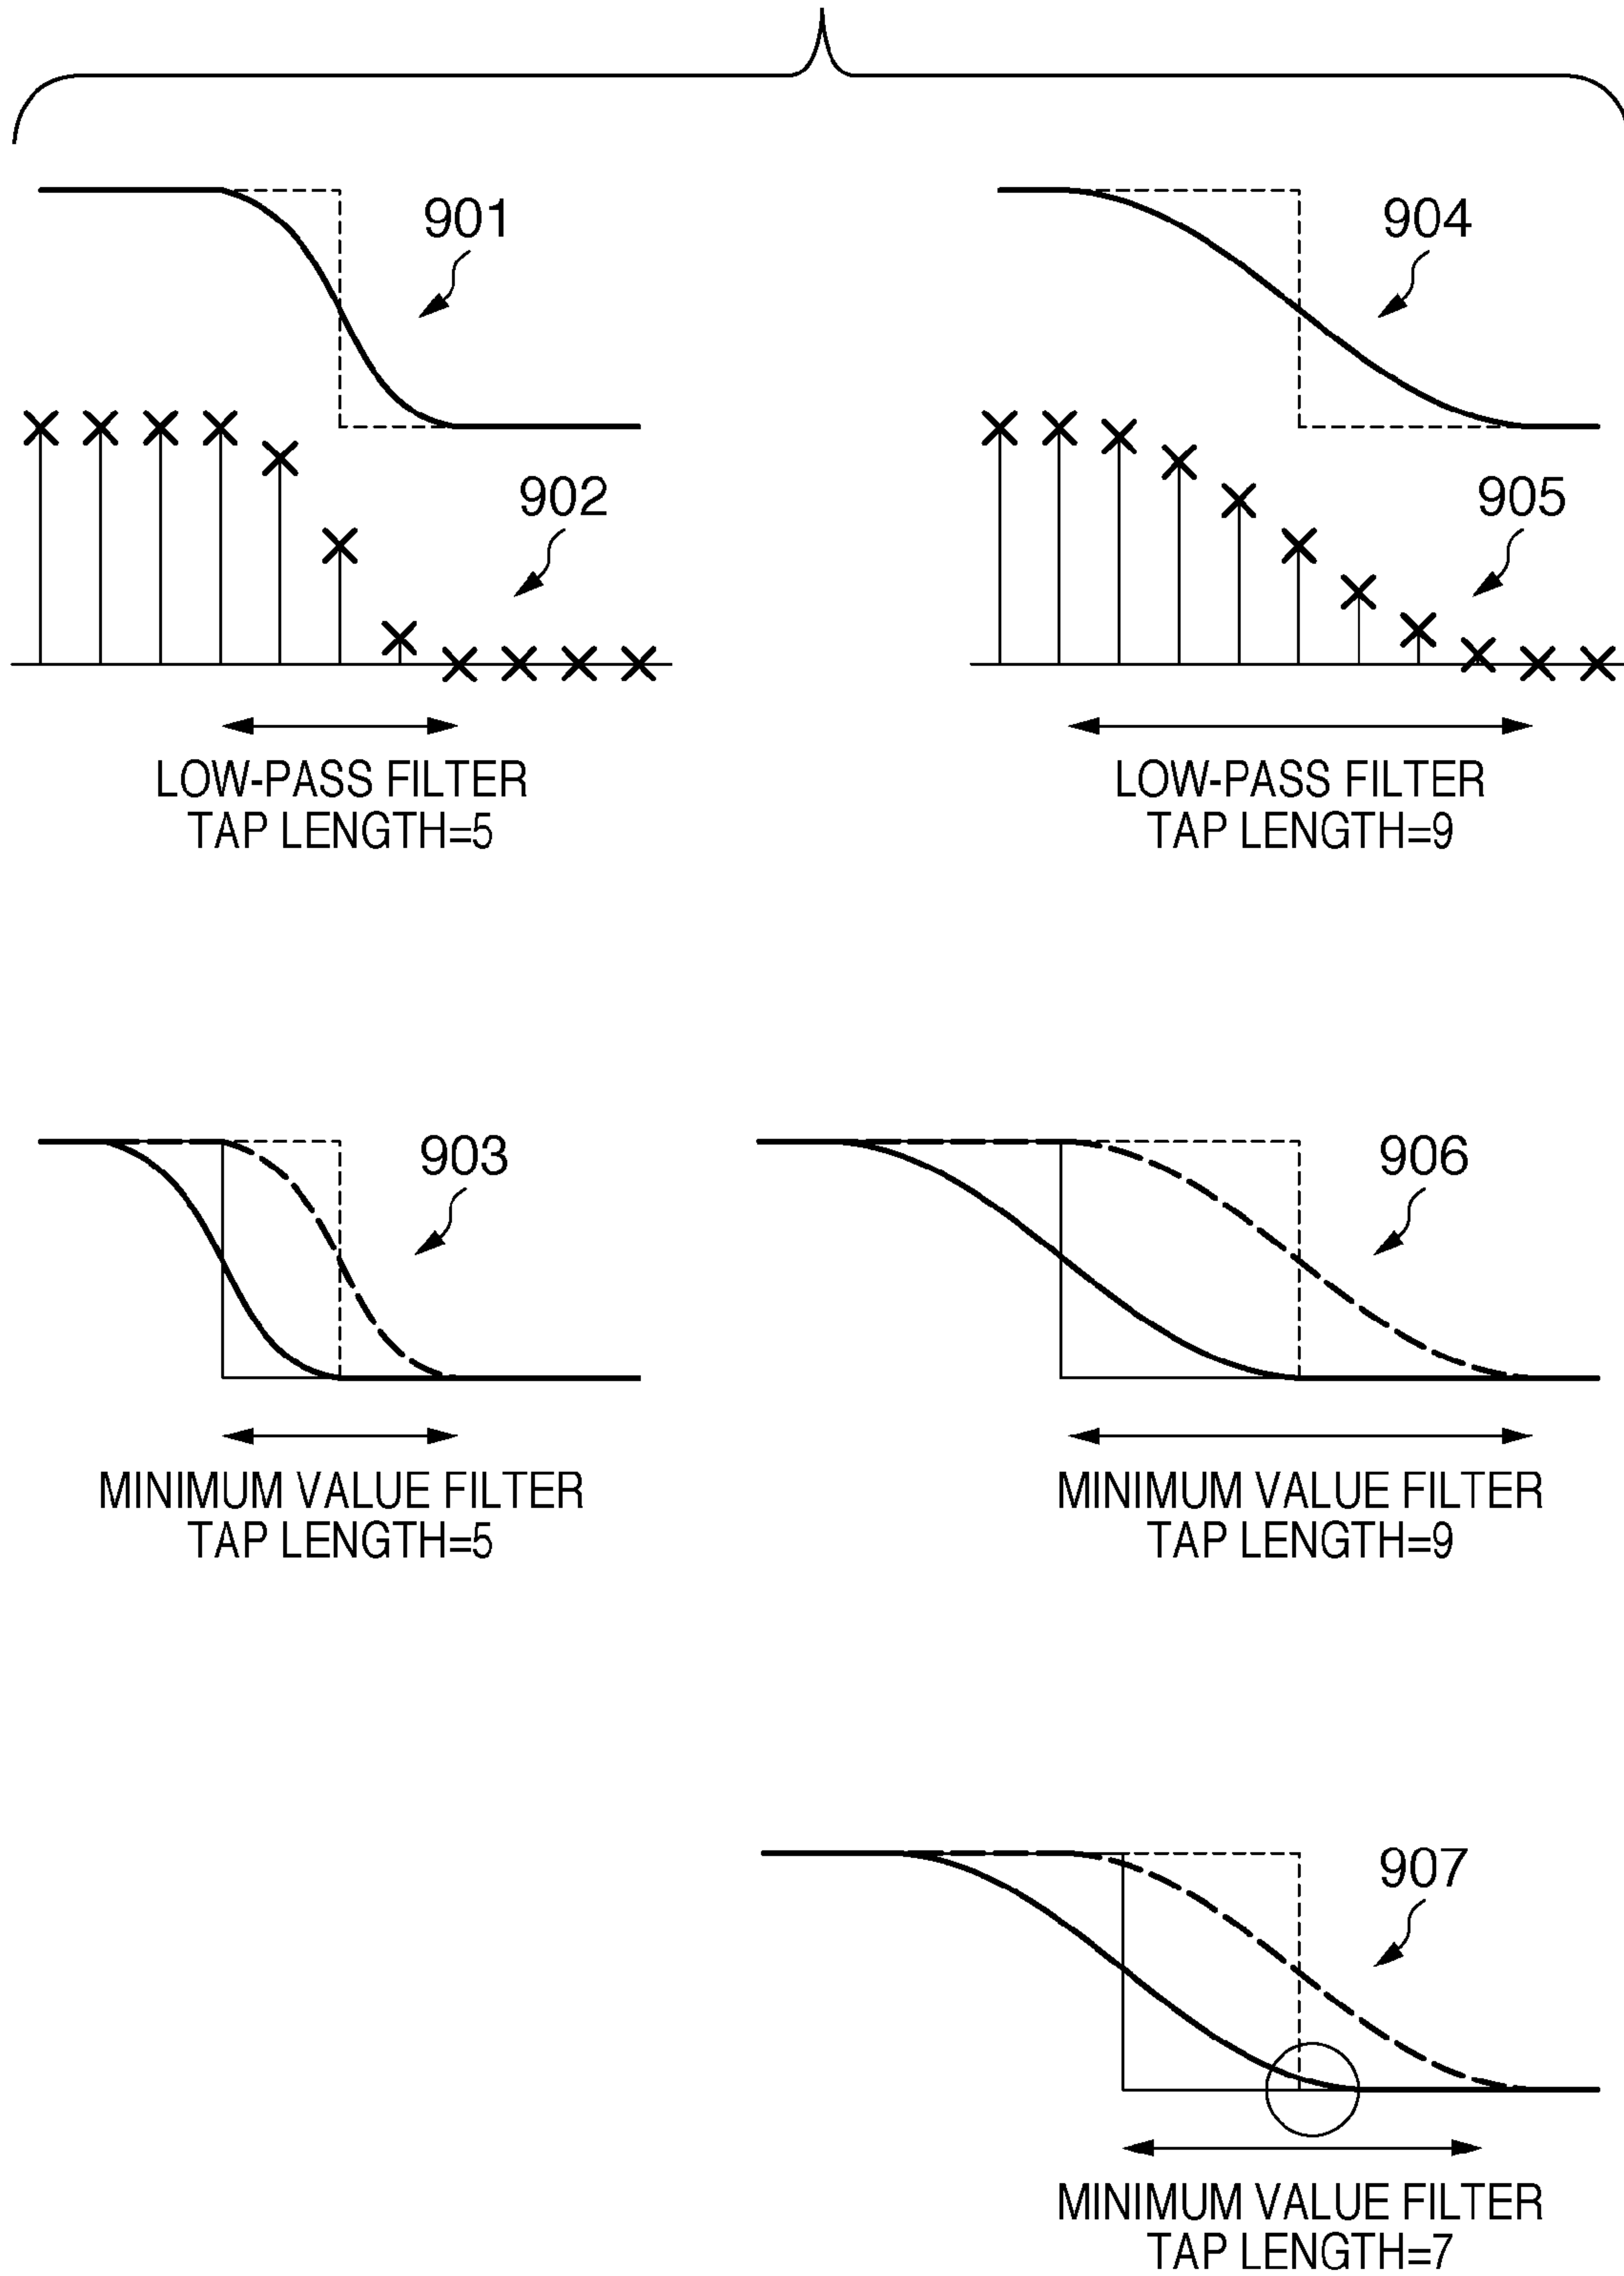 901
904
902
905
LOW-PASS FILTER
TAP LENGTH=5
LOW-PASS FILTER
TAP LENGTH=9
903
906
MINIMUM VALUE FILTER
TAP LENGTH=5
MINIMUM VALUE FILTER
TAP LENGTH=9
907
MINIMUM VALUE FILTER
TAP LENGTH=7